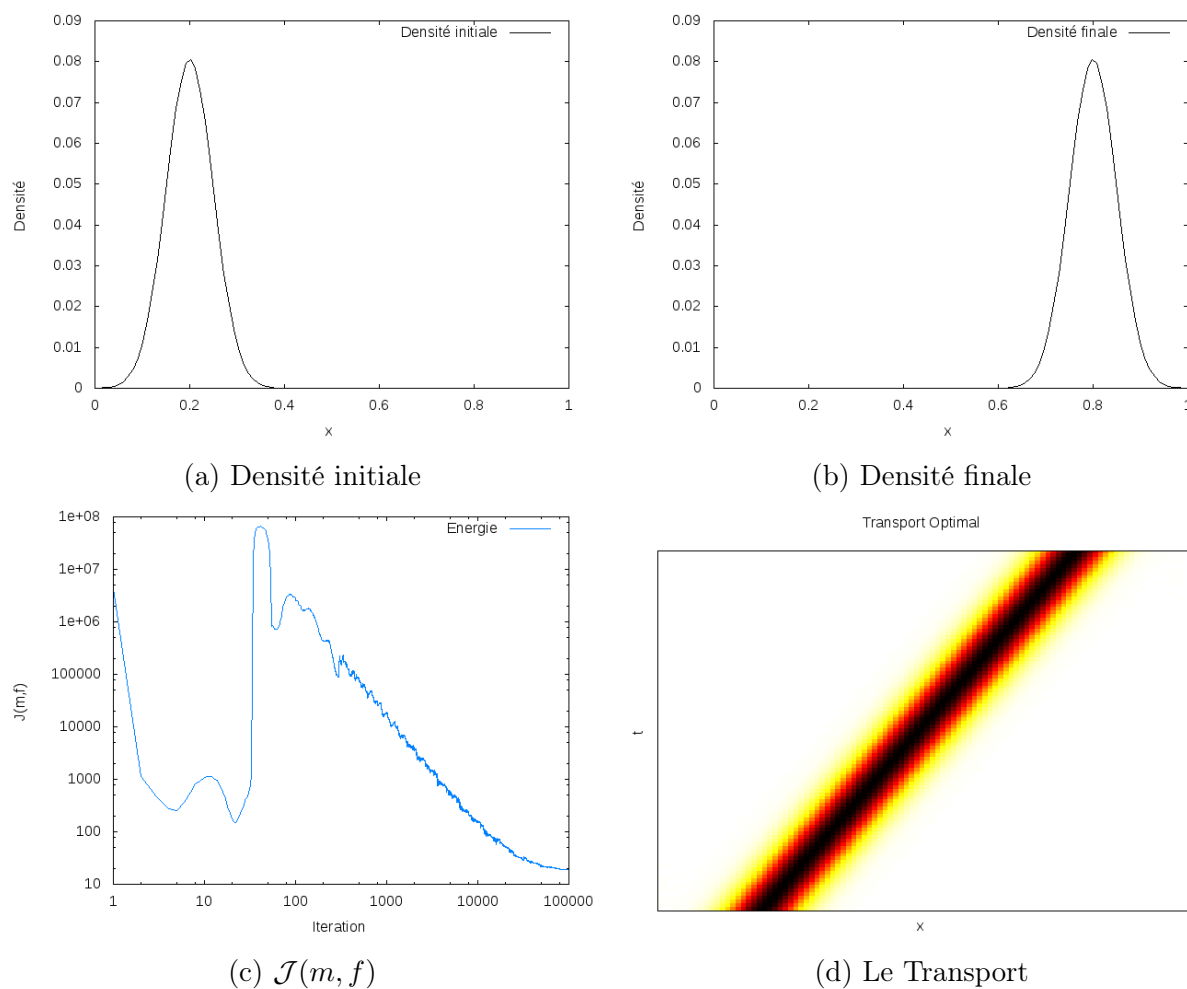 Densité initiale
0.09
0.08
0.07
0.06
0.05
0.04
0.03
0.02
0.01
0
Densité
0 0.2 0.4 0.6 0.8 1
x
(a) Densité initiale
Densité finale
0.09
0.08
0.07
0.06
0.05
0.04
0.03
0.02
0.01
0
Densité
0 0.2 0.4 0.6 0.8 1
x
(b) Densité finale
Energie
1e+08
1e+07
1e+06
100000
10000
1000
100
10
J(m,f)
1 10 100 1000 10000 100000
Iteration
(c) 𝒥(m, f)
Transport Optimal
t
x
(d) Le Transport